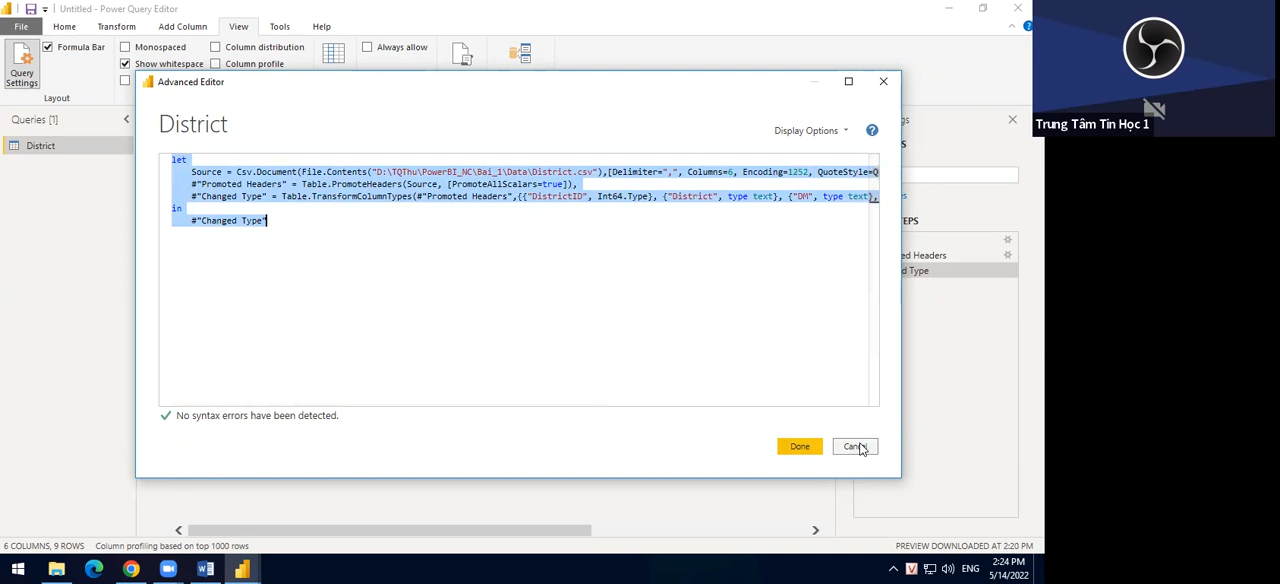 Untitled - Power Query Editor
File Home Transform Add Column View Tools Help
Formula Bar Monospaced Column distribution Always allow
Show whitespace Column profile
Query
Settings
Layout
Advanced Editor
Queries [1]
District
District
Display Options
let
Source = Csv.Document(File.Contents("D:\TQThu\PowerBI_NC\Bai_1\Data\District.csv"),[Delimiter=",", Columns=6, Encoding=1252, QuoteStyle=Q
#"Promoted Headers" = Table.PromoteHeaders(Source, [PromoteAllScalars=true]),
#"Changed Type" = Table.TransformColumnTypes(#"Promoted Headers",{{"DistrictID", Int64.Type}, {"District", type text}, {"DM", type text},
in
#"Changed Type"
No syntax errors have been detected.
Done
6 COLUMNS, 9 ROWS Column profiling based on top 1000 rows
PREVIEW DOWNLOADED AT 2:20 PM
ENG
2:24 PM
5/14/2022
Trung Tâm Tin Học 1